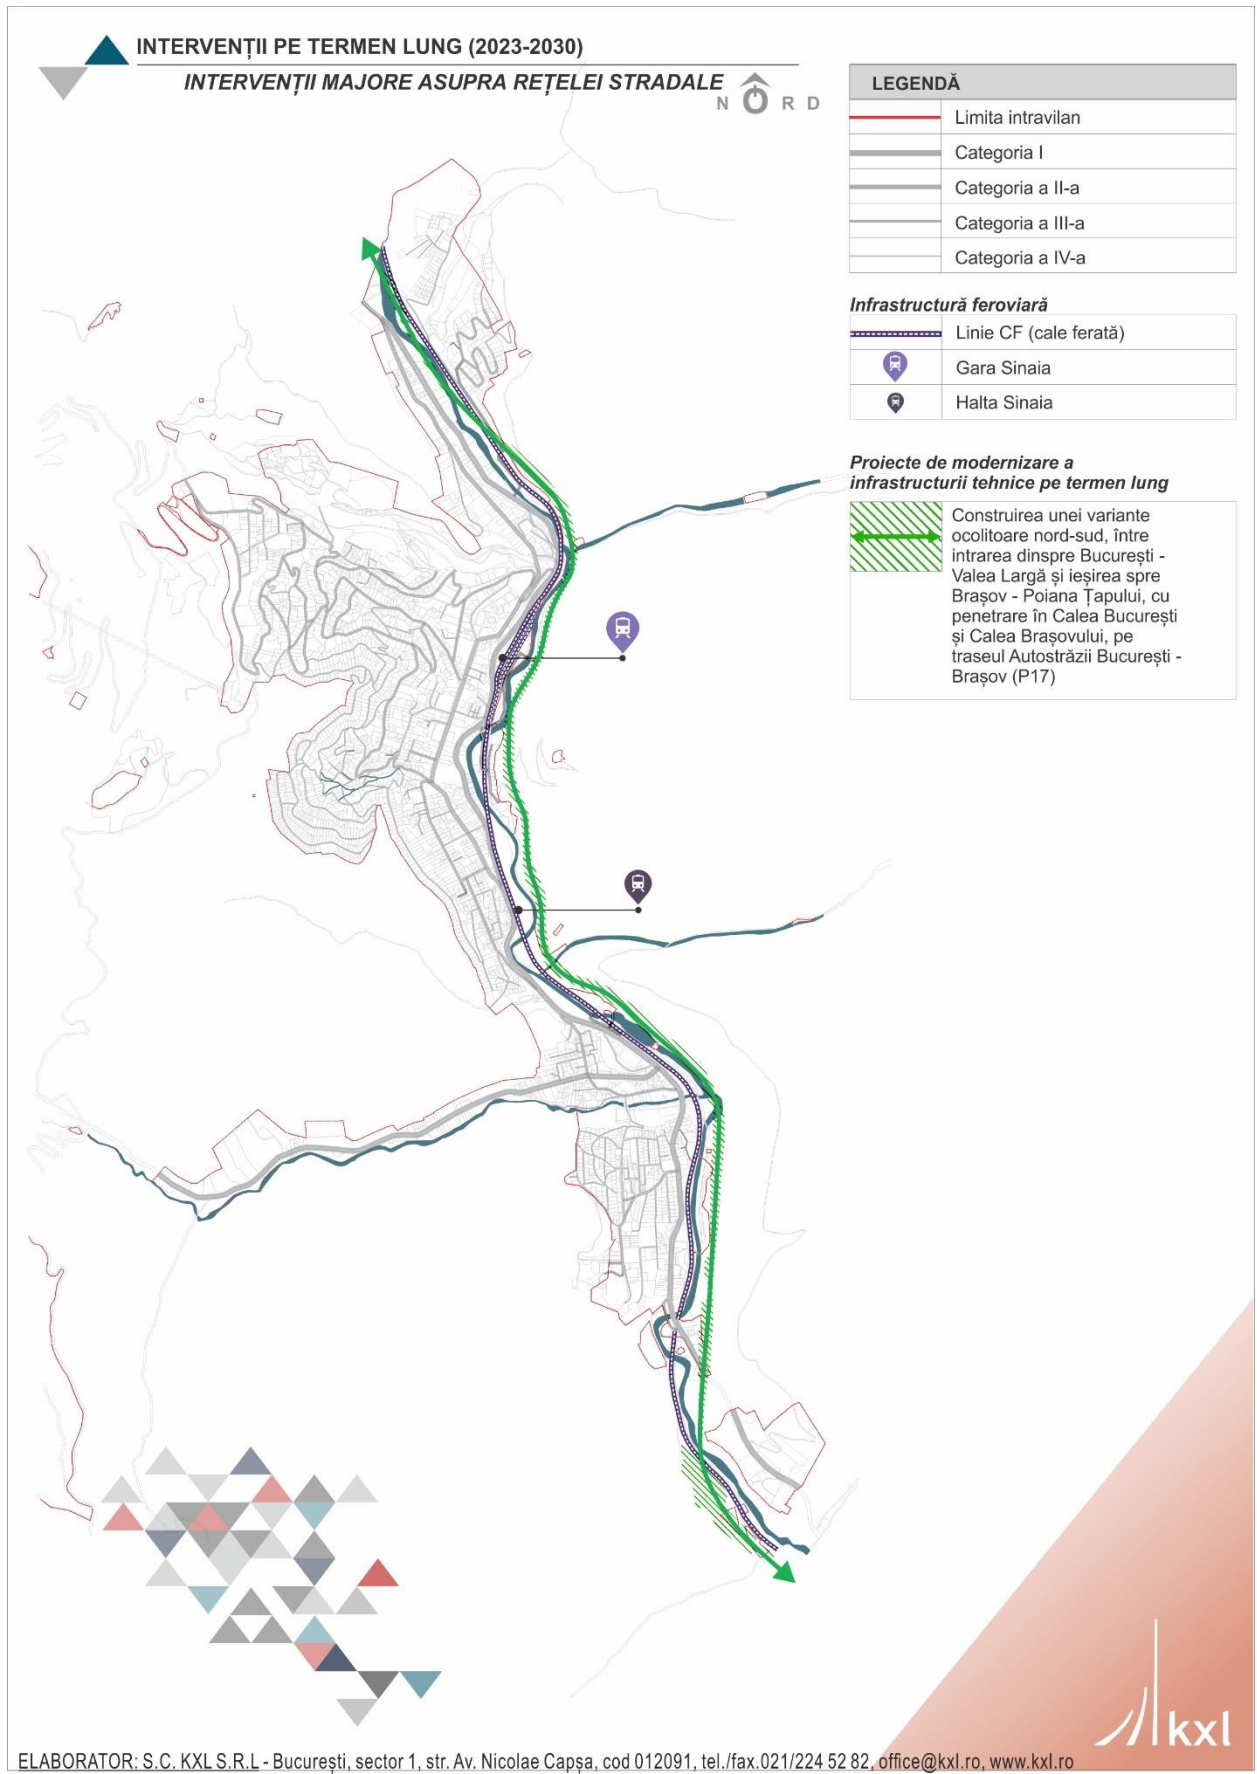 INTERVENȚII PE TERMEN LUNG (2023-2030)
INTERVENȚII MAJORE ASUPRA REȚELEI STRADALE
NORD
LEGENDĂ
Limita intravilan
Categoria I
Categoria a II-a
Categoria a III-a
Categoria a IV-a
Infrastructură feroviară
Linie CF (cale ferată)
Gara Sinaia
Halta Sinaia
Proiecte de modernizare a
infrastructurii tehnice pe termen lung
Construirea unei variante
ocolitoare nord-sud, între
intrarea dinspre București -
Valea Largă și ieșirea spre
Brașov - Poiana Țapului, cu
penetrare în Calea București
și Calea Brașovului, pe
traseul Autostrăzii București -
Brașov (P17)
kxl
ELABORATOR: S.C. KXL S.R.L - București, sector 1, str. Av. Nicolae Capșa, cod 012091, tel./fax.021/224 52 82, office@kxl.ro, www.kxl.ro